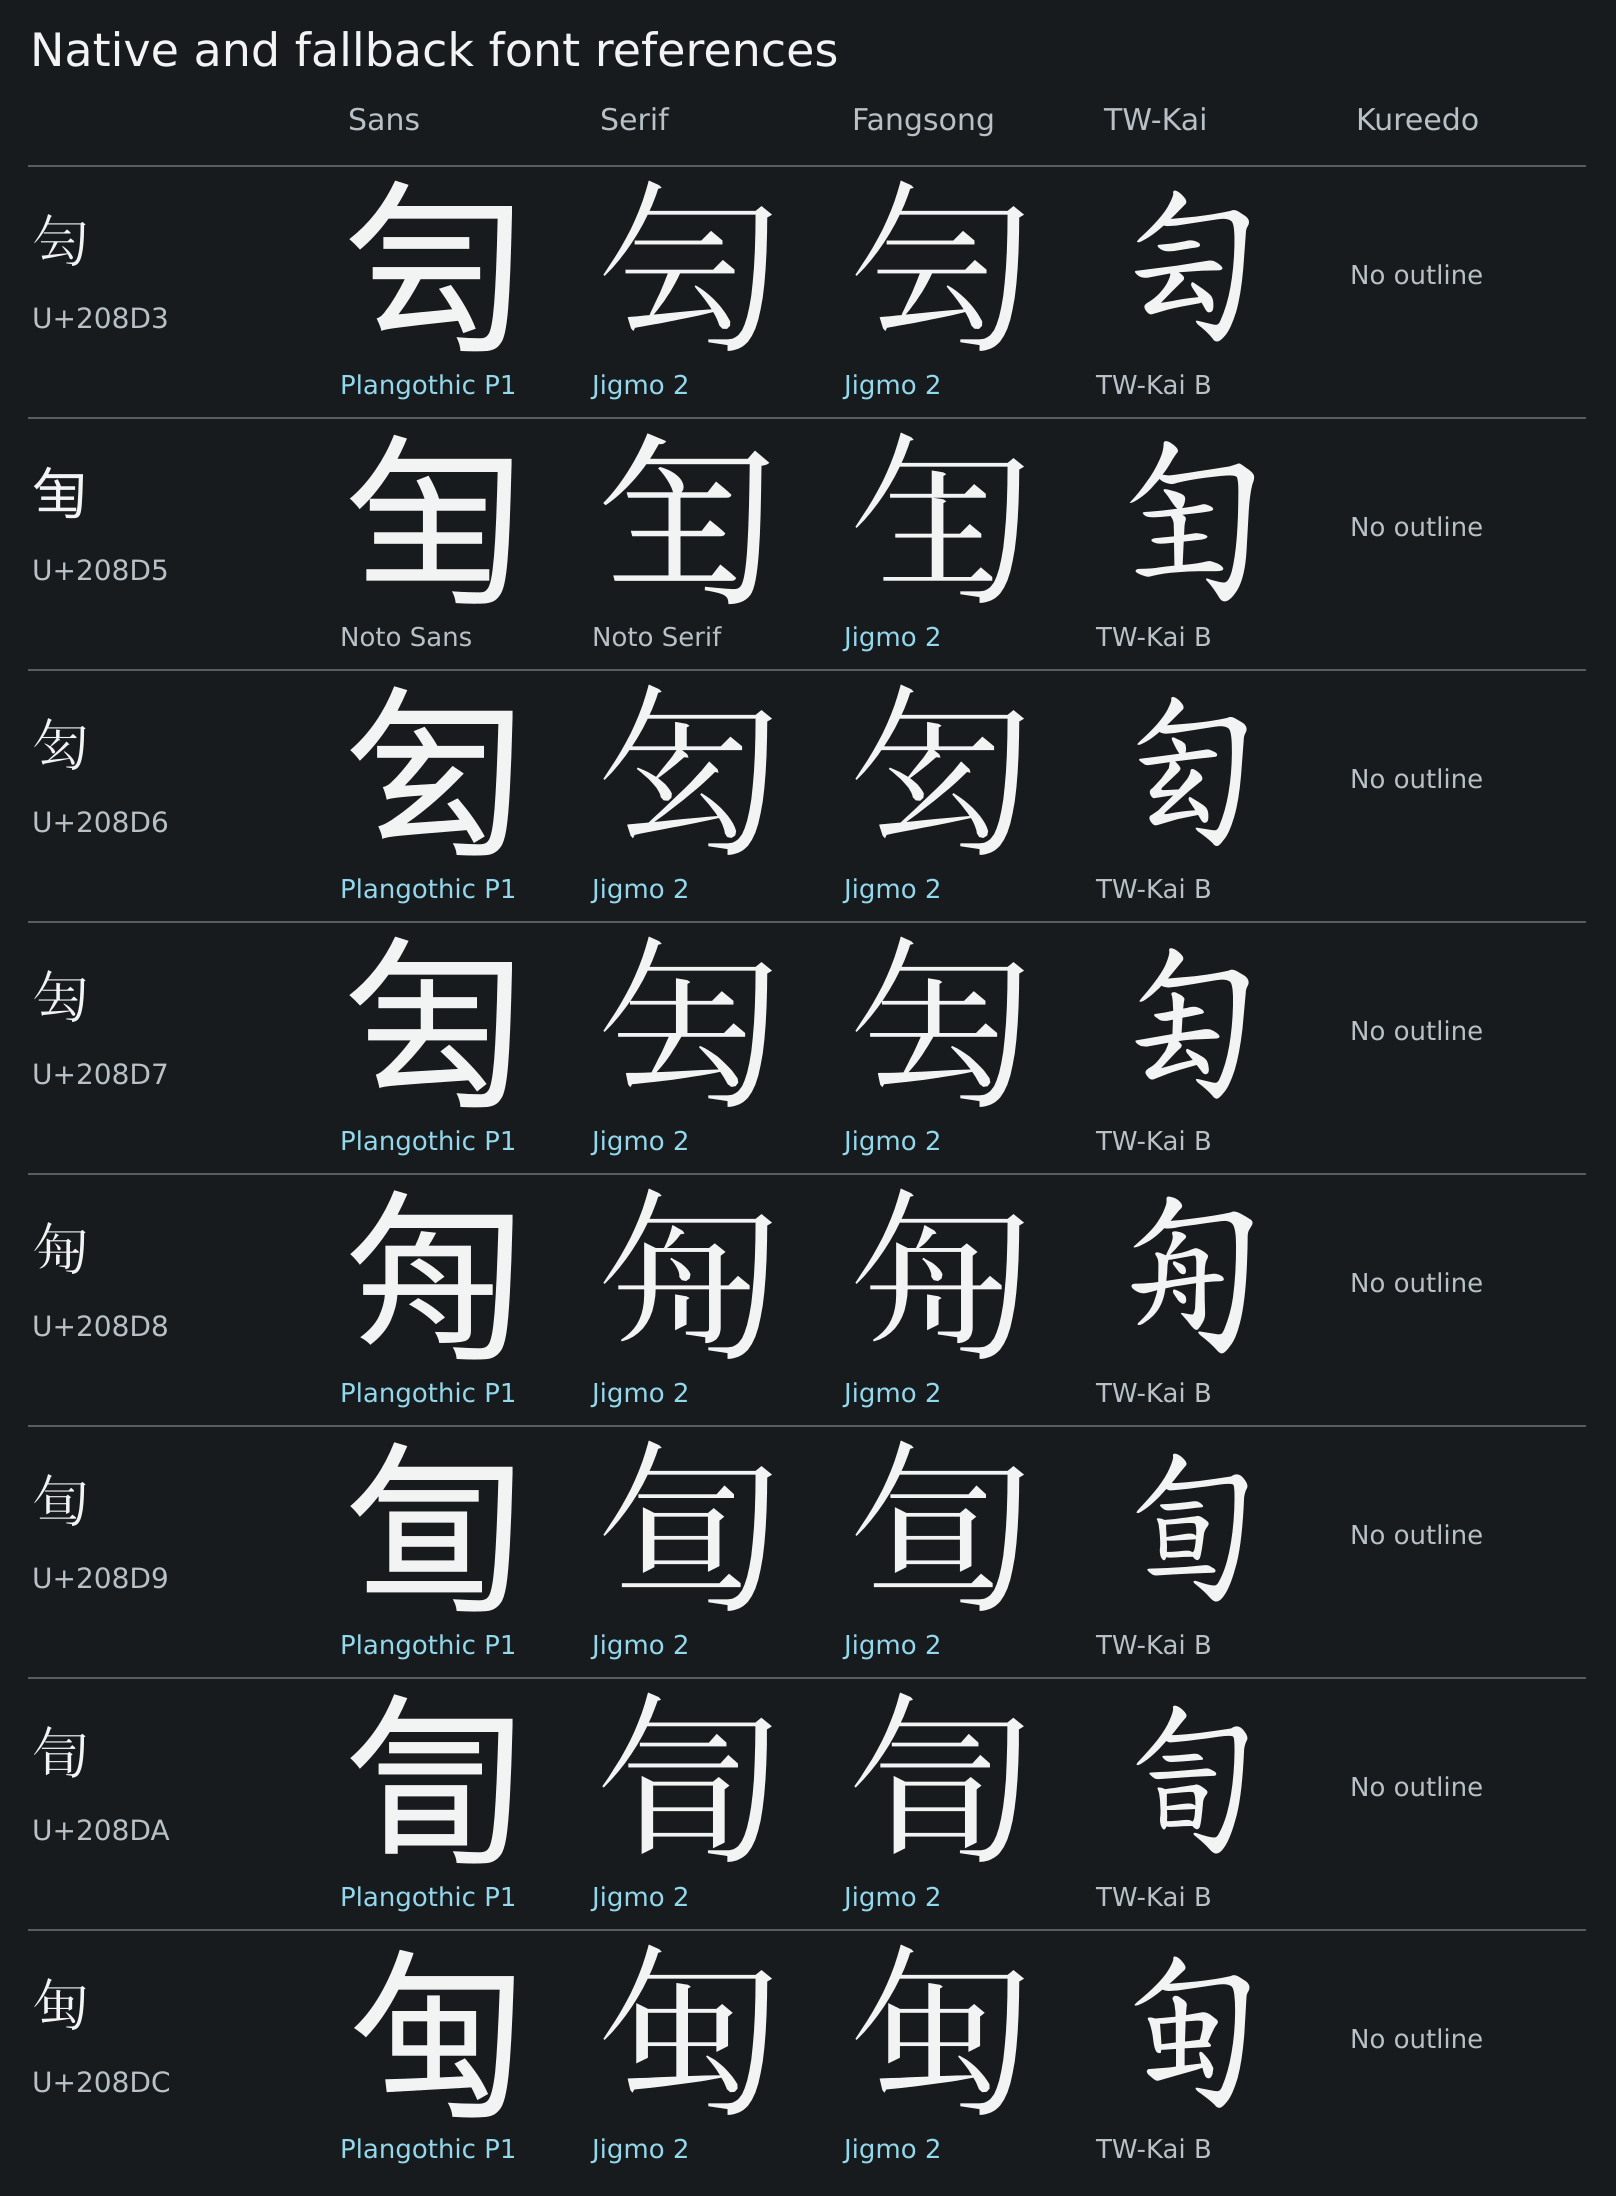 Native and fallback font references
Sans Serif Fangsong TW-Kai Kureedo
𠣓 𠣓 𠣓 𠣓 𠣓 No outline
U+208D3
Plangothic P1 Jigmo 2 Jigmo 2 TW-Kai B
𠣕 𠣕 𠣕 𠣕 𠣕 No outline
U+208D5
Noto Sans Noto Serif Jigmo 2 TW-Kai B
𠣖 𠣖 𠣖 𠣖 𠣖 No outline
U+208D6
Plangothic P1 Jigmo 2 Jigmo 2 TW-Kai B
𠣗 𠣗 𠣗 𠣗 𠣗 No outline
U+208D7
Plangothic P1 Jigmo 2 Jigmo 2 TW-Kai B
𠣘 𠣘 𠣘 𠣘 𠣘 No outline
U+208D8
Plangothic P1 Jigmo 2 Jigmo 2 TW-Kai B
𠣙 𠣙 𠣙 𠣙 𠣙 No outline
U+208D9
Plangothic P1 Jigmo 2 Jigmo 2 TW-Kai B
𠣚 𠣚 𠣚 𠣚 𠣚 No outline
U+208DA
Plangothic P1 Jigmo 2 Jigmo 2 TW-Kai B
𠣜 𠣜 𠣜 𠣜 𠣜 No outline
U+208DC
Plangothic P1 Jigmo 2 Jigmo 2 TW-Kai B